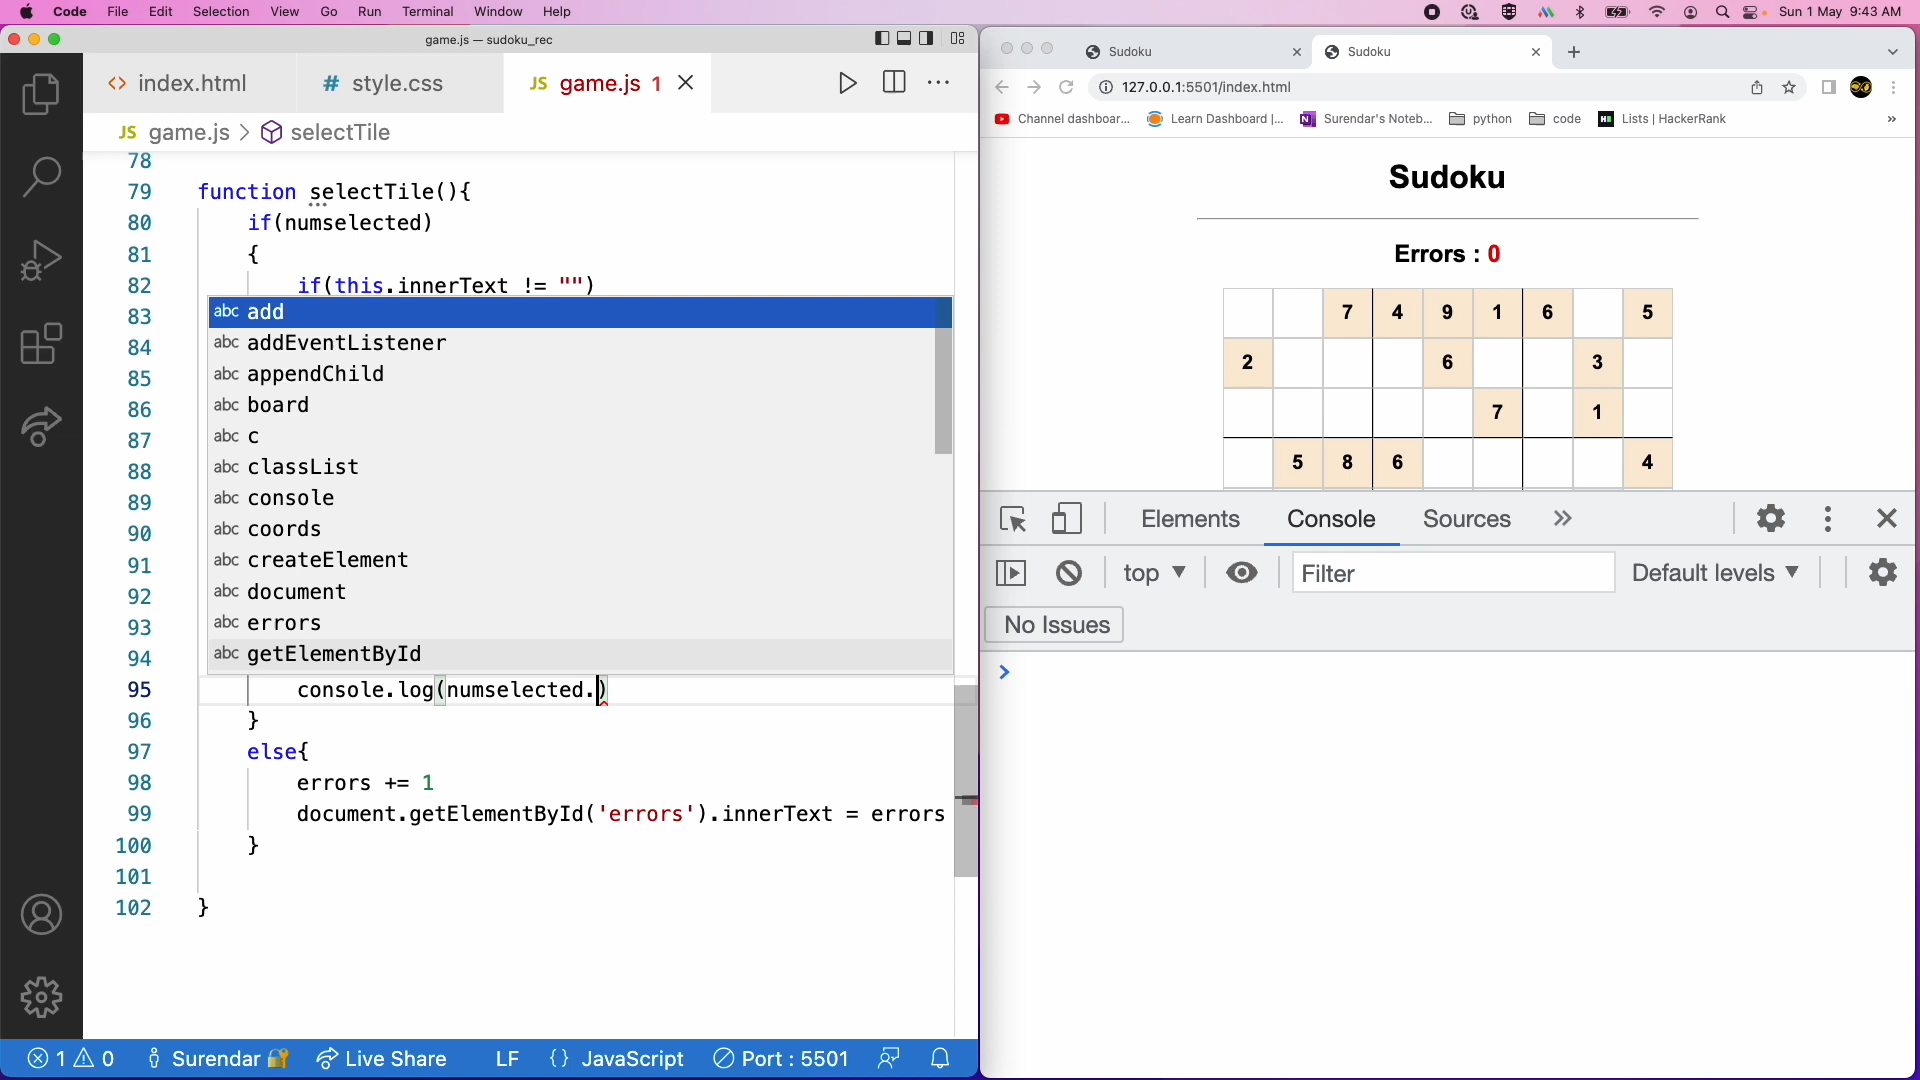 Code File Edit Selection View Go Run Terminal Window Help
Sun 1 May 9:43 AM
game.js — sudoku_rec
index.html
# style.css
JS game.js 1
JS game.js > selectTile
78
79 function selectTile(){
80 if(numselected)
81 {
82 if(this.innerText != "")
83
84
85
86
87
88
89
90
91
92
93
94
abc add
abc addEventListener
abc appendChild
abc board
abc c
abc classList
abc console
abc coords
abc createElement
abc document
abc errors
abc getElementById
95 console.log(numselected.)
96 }
97 else{
98 errors += 1
99 document.getElementById('errors').innerText = errors
100 }
101
102 }
1 0 Surendar Live Share LF {} JavaScript Port : 5501
Sudoku
Sudoku
127.0.0.1:5501/index.html
Channel dashboar... Learn Dashboard |... Surendar's Noteb... python code Lists | HackerRank »
Sudoku
Errors : 0
7 4 9 1 6 5
2 6 3
7 1
5 8 6 4
Elements Console Sources
top Filter Default levels
No Issues